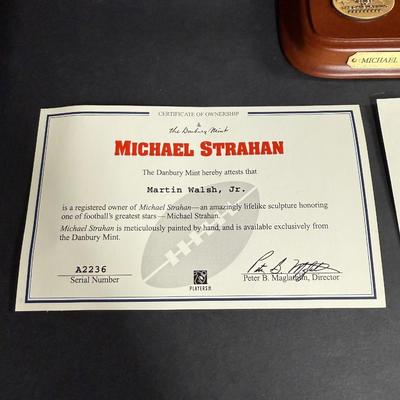 MICHAEL
CERTIFICATE OF OWNERSHIP
&
the Danbury Mint
MICHAEL STRAHAN
The Danbury Mint hereby attests that
Martin Walsh, Jr.
is a registered owner of Michael Strahan—an amazingly lifelike sculpture honoring
one of football's greatest stars—Michael Strahan.
Michael Strahan is meticulously painted by hand, and is available exclusively from
the Danbury Mint.
A2236
Serial Number
PLAYERS INC
Peter B. Maglathlin, Director